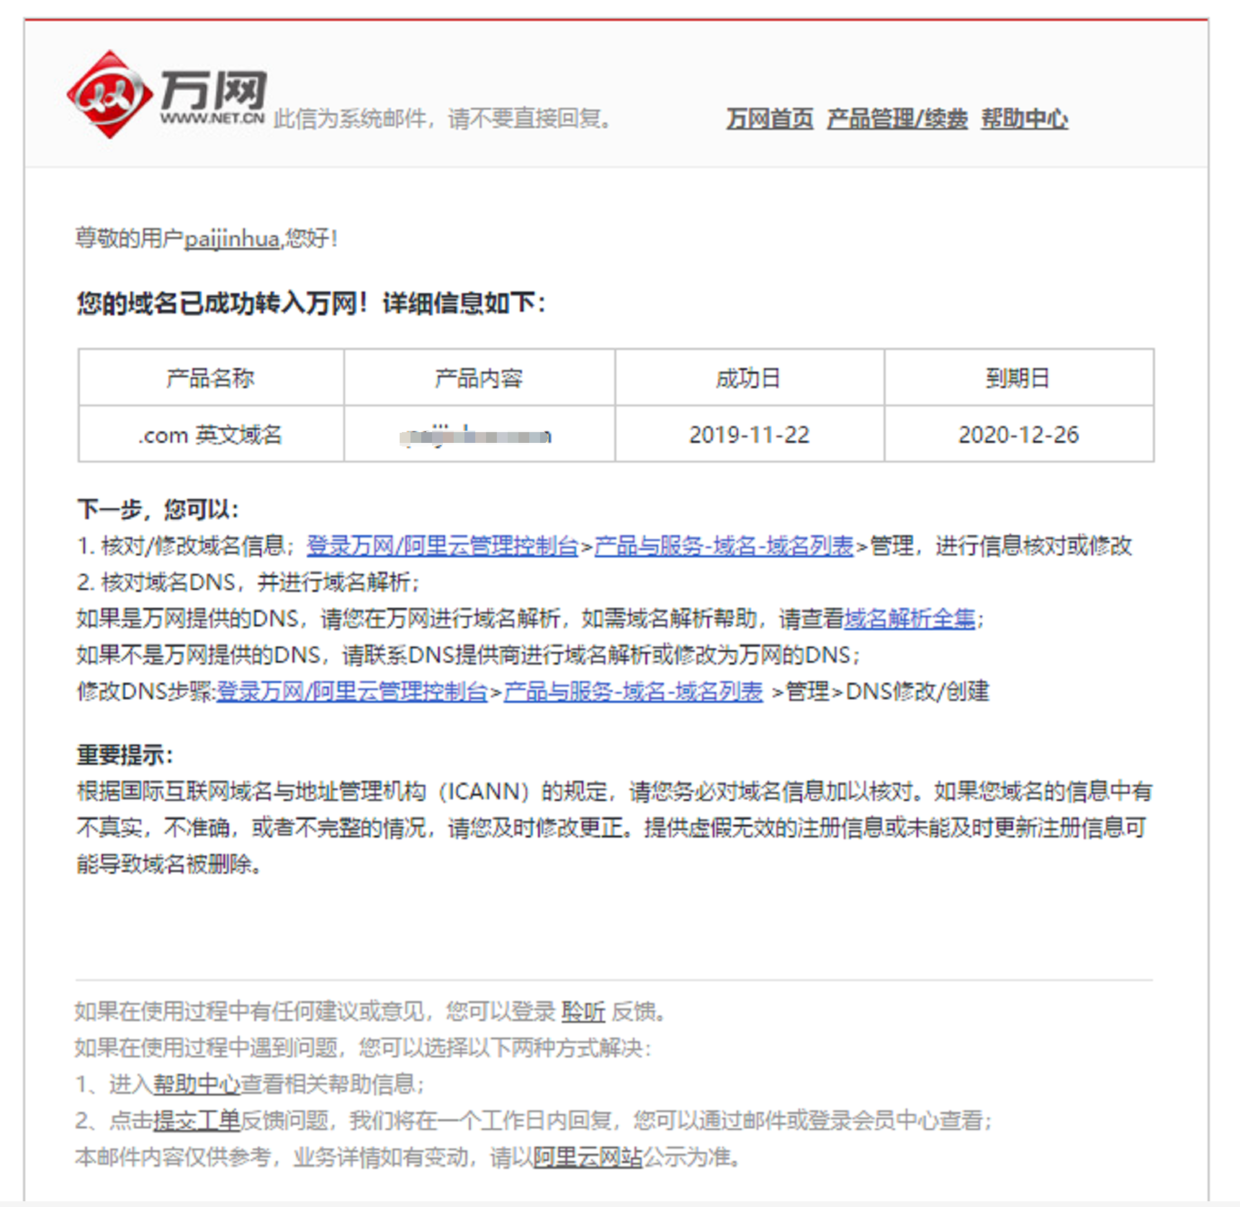 万网
WWW.NET.CN
此信为系统邮件，请不要直接回复。
万网首页 产品管理/续费 帮助中心
尊敬的用户paijinhua,您好！
您的域名已成功转入万网！详细信息如下：
产品名称 产品内容 成功日 到期日
.com 英文域名 2019-11-22 2020-12-26
下一步，您可以：
1. 核对/修改域名信息；登录万网/阿里云管理控制台>产品与服务-域名-域名列表>管理，进行信息核对或修改
2. 核对域名DNS，并进行域名解析；
如果是万网提供的DNS，请您在万网进行域名解析，如需域名解析帮助，请查看域名解析全集；
如果不是万网提供的DNS，请联系DNS提供商进行域名解析或修改为万网的DNS；
修改DNS步骤:登录万网/阿里云管理控制台>产品与服务-域名-域名列表 >管理>DNS修改/创建
重要提示：
根据国际互联网域名与地址管理机构（ICANN）的规定，请您务必对域名信息加以核对。如果您域名的信息中有
不真实，不准确，或者不完整的情况，请您及时修改更正。提供虚假无效的注册信息或未能及时更新注册信息可
能导致域名被删除。
如果在使用过程中有任何建议或意见，您可以登录 聆听 反馈。
如果在使用过程中遇到问题，您可以选择以下两种方式解决：
1、进入帮助中心查看相关帮助信息；
2、点击提交工单反馈问题，我们将在一个工作日内回复，您可以通过邮件或登录会员中心查看；
本邮件内容仅供参考，业务详情如有变动，请以阿里云网站公示为准。